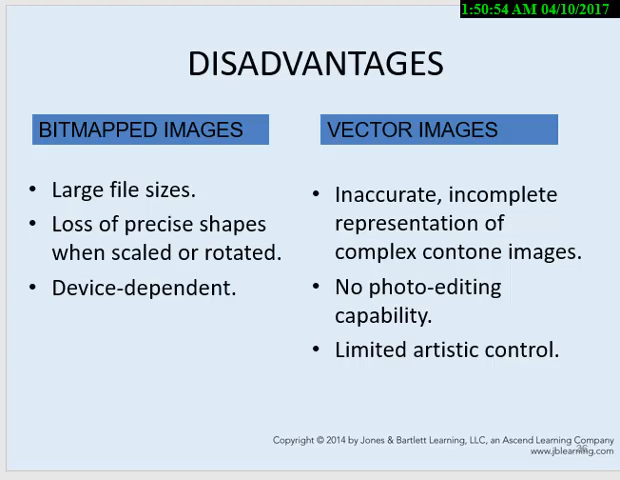 1:50:54 AM 04/10/2017
DISADVANTAGES
BITMAPPED IMAGES
• Large file sizes.
• Loss of precise shapes
when scaled or rotated.
• Device-dependent.
VECTOR IMAGES
• Inaccurate, incomplete
representation of
complex contone images.
• No photo-editing
capability.
• Limited artistic control.
Copyright © 2014 by Jones & Bartlett Learning, LLC, an Ascend Learning Company
www.jblearning.com